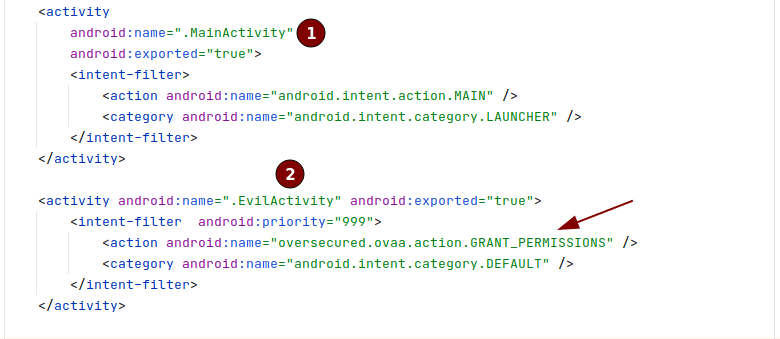 <activity
android:name=".MainActivity" 1
android:exported="true">
<intent-filter>
<action android:name="android.intent.action.MAIN" />
<category android:name="android.intent.category.LAUNCHER" />
</intent-filter>
</activity>
2
<activity android:name=".EvilActivity" android:exported="true">
<intent-filter  android:priority="999">
<action android:name="oversecured.ovaa.action.GRANT_PERMISSIONS" />
<category android:name="android.intent.category.DEFAULT" />
</intent-filter>
</activity>